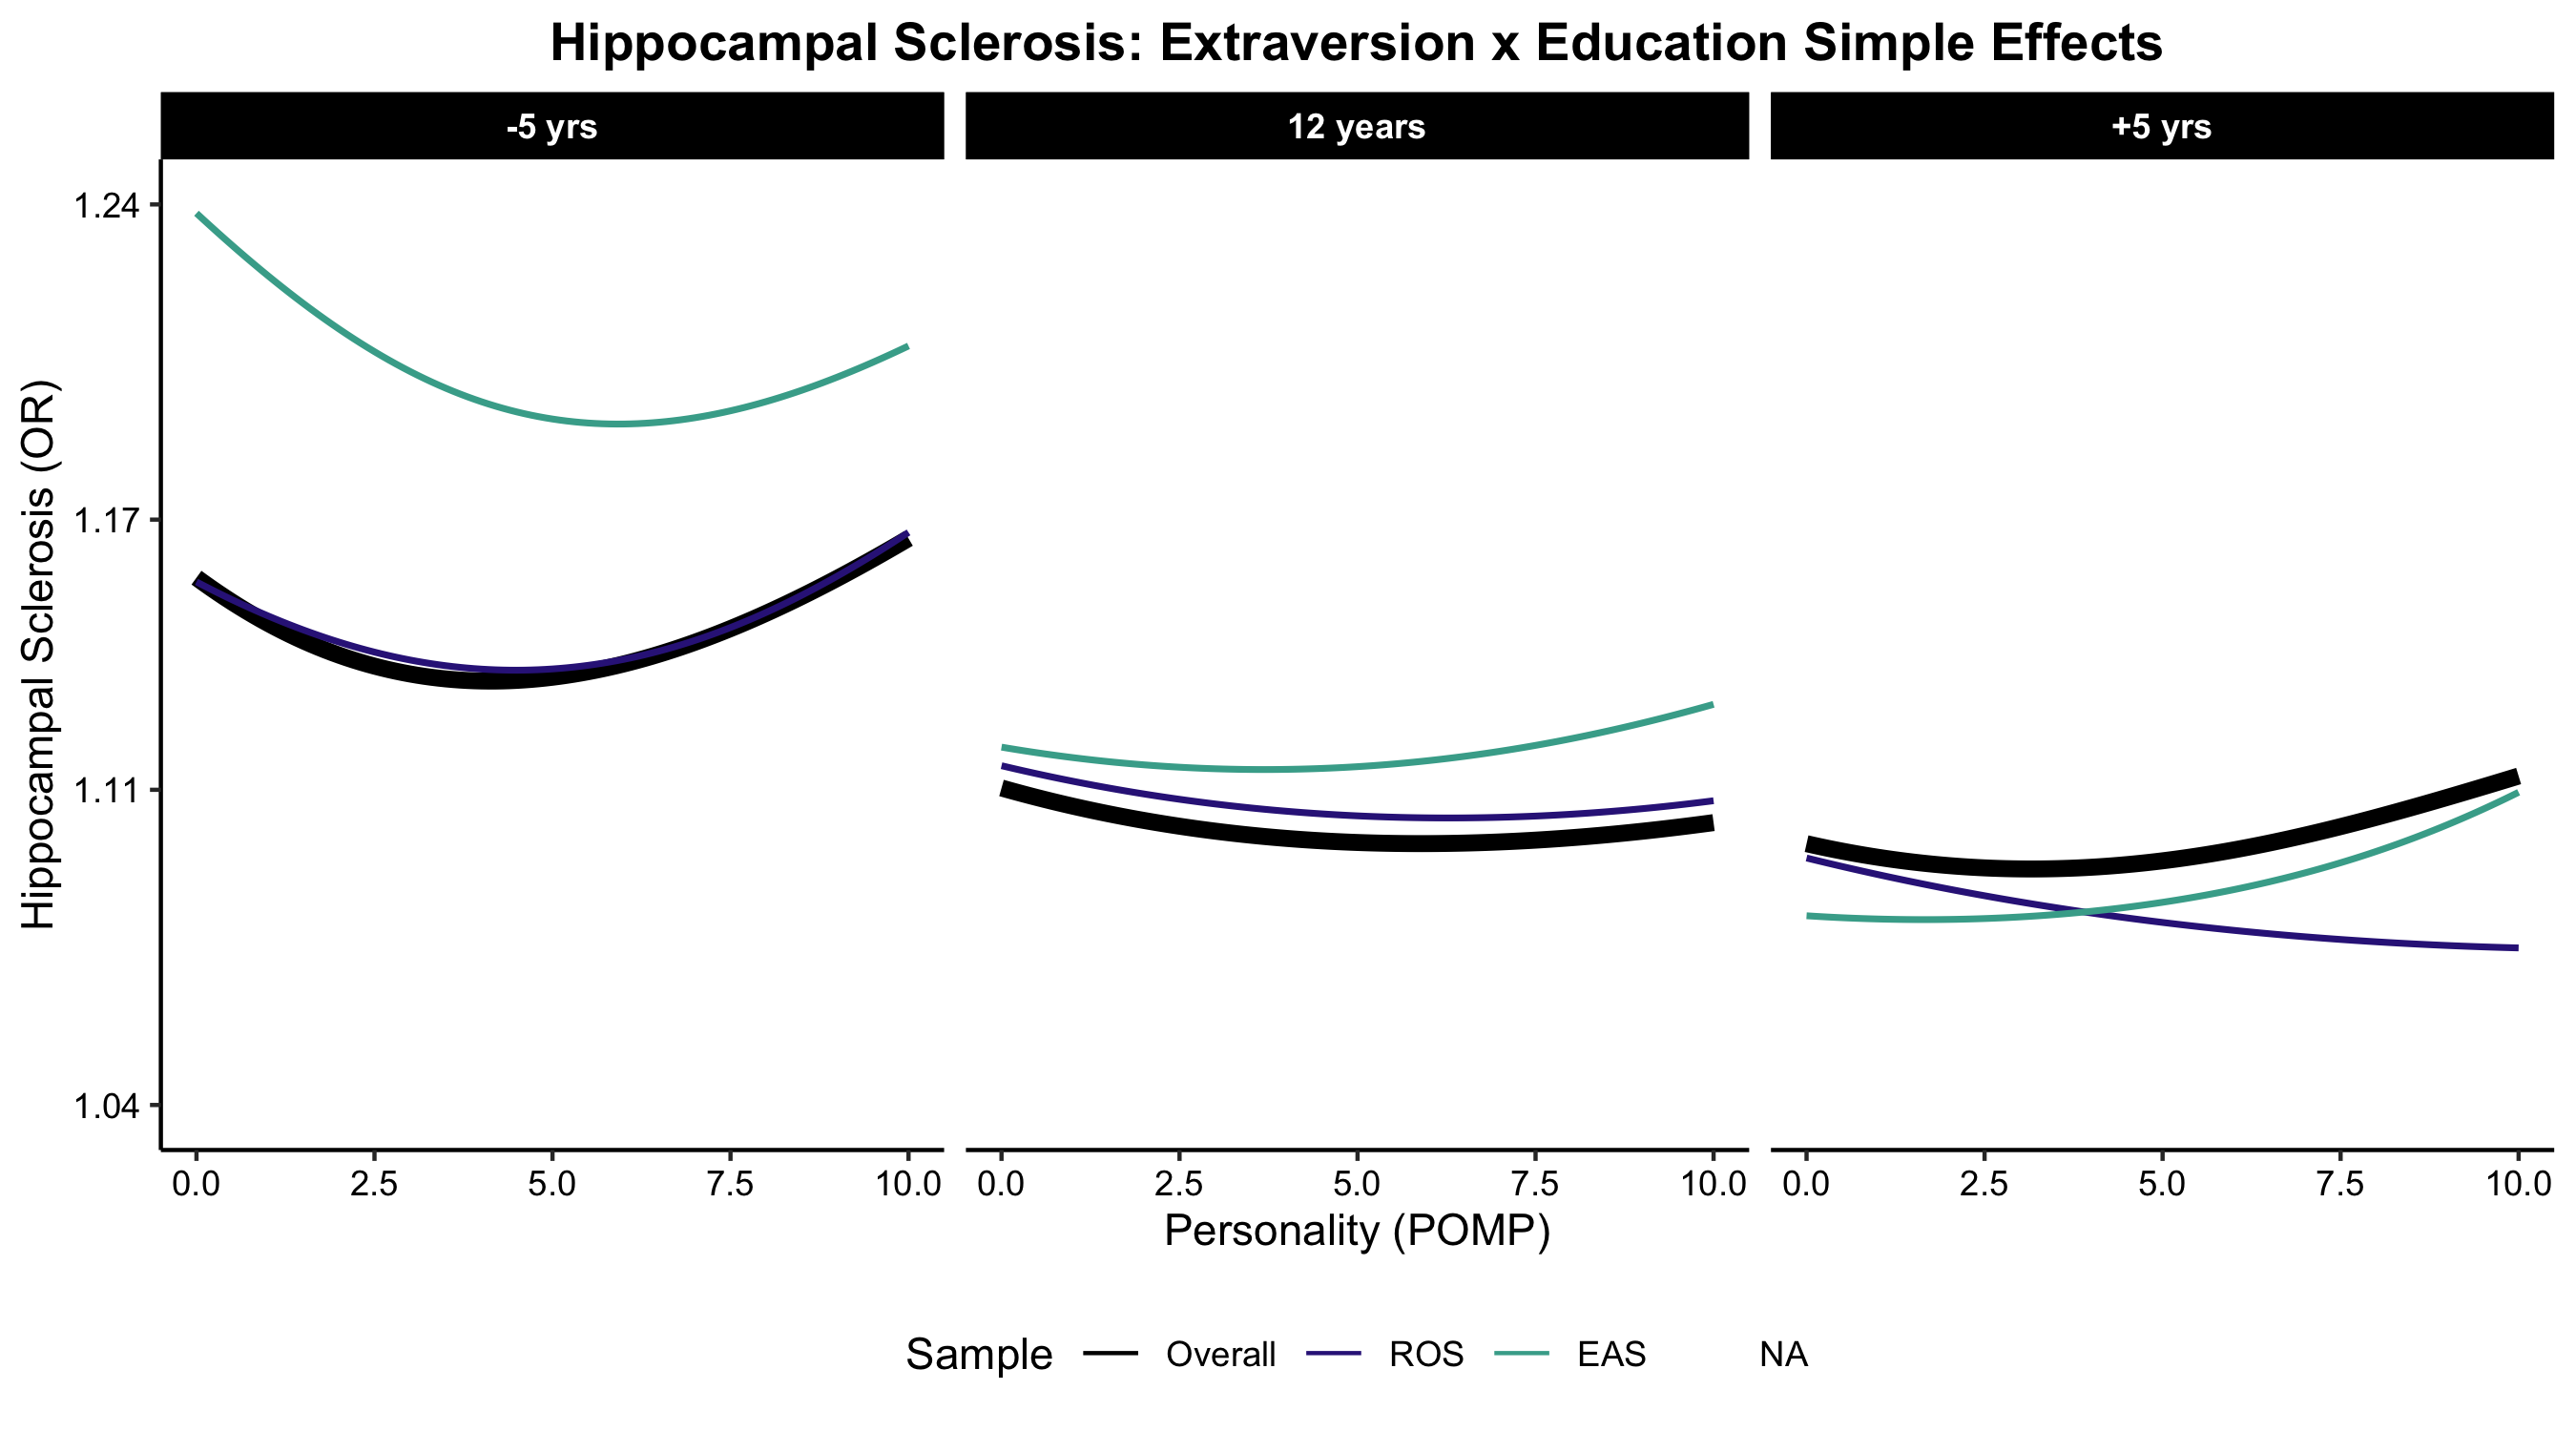 Hippocampal Sclerosis: Extraversion x Education Simple Effects
-5 yrs
12 years
+5 yrs
Hippocampal Sclerosis (OR)
1.24
1.17
1.11
1.04
0.0 2.5 5.0 7.5 10.0
0.0 2.5 5.0 7.5 10.0
0.0 2.5 5.0 7.5 10.0
Personality (POMP)
Sample Overall ROS EAS NA